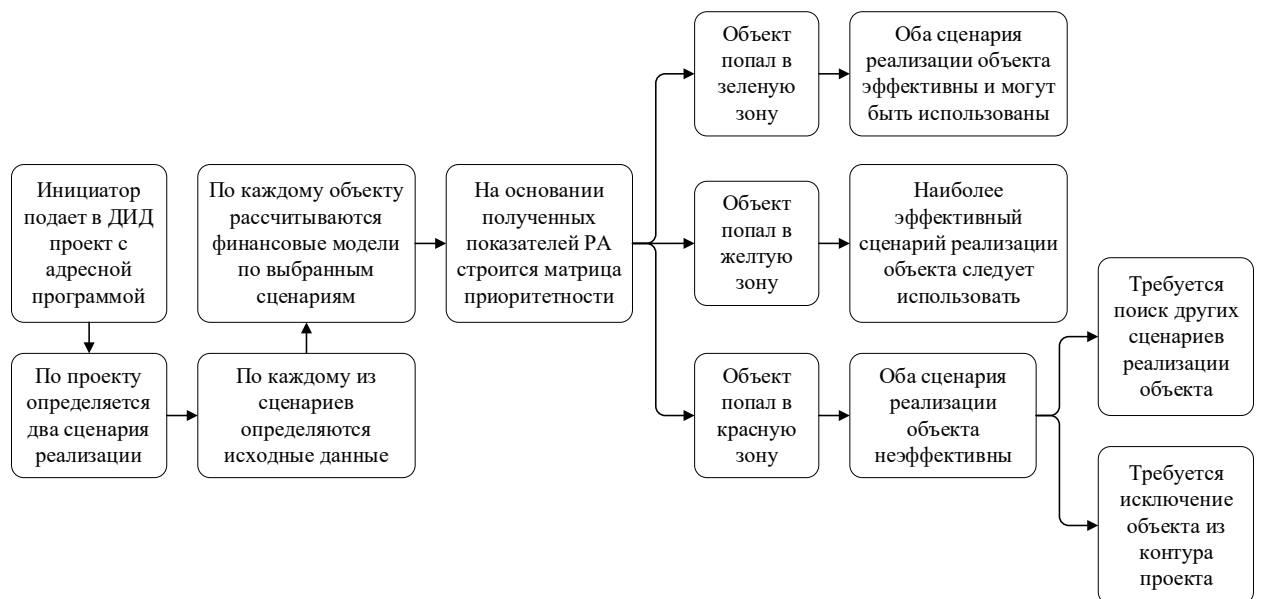 Инициатор
подает в ДИД
проект с
адресной
программой
По проекту
определяется
два сценария
реализации
По каждому из
сценариев
определяются
исходные данные
По каждому объекту
рассчитываются
финансовые модели
по выбранным
сценариям
На основании
полученных
показателей PA
строится матрица
приоритетности
Объект
попал в
зеленую
зону
Оба сценария
реализации объекта
эффективны и могут
быть использованы
Объект
попал в
желтую
зону
Наиболее
эффективный
сценарий реализации
объекта следует
использовать
Объект
попал в
красную
зону
Оба сценария
реализации
объекта
неэффективны
Требуется
поиск других
сценариев
реализации
объекта
Требуется
исключение
объекта из
контура
проекта